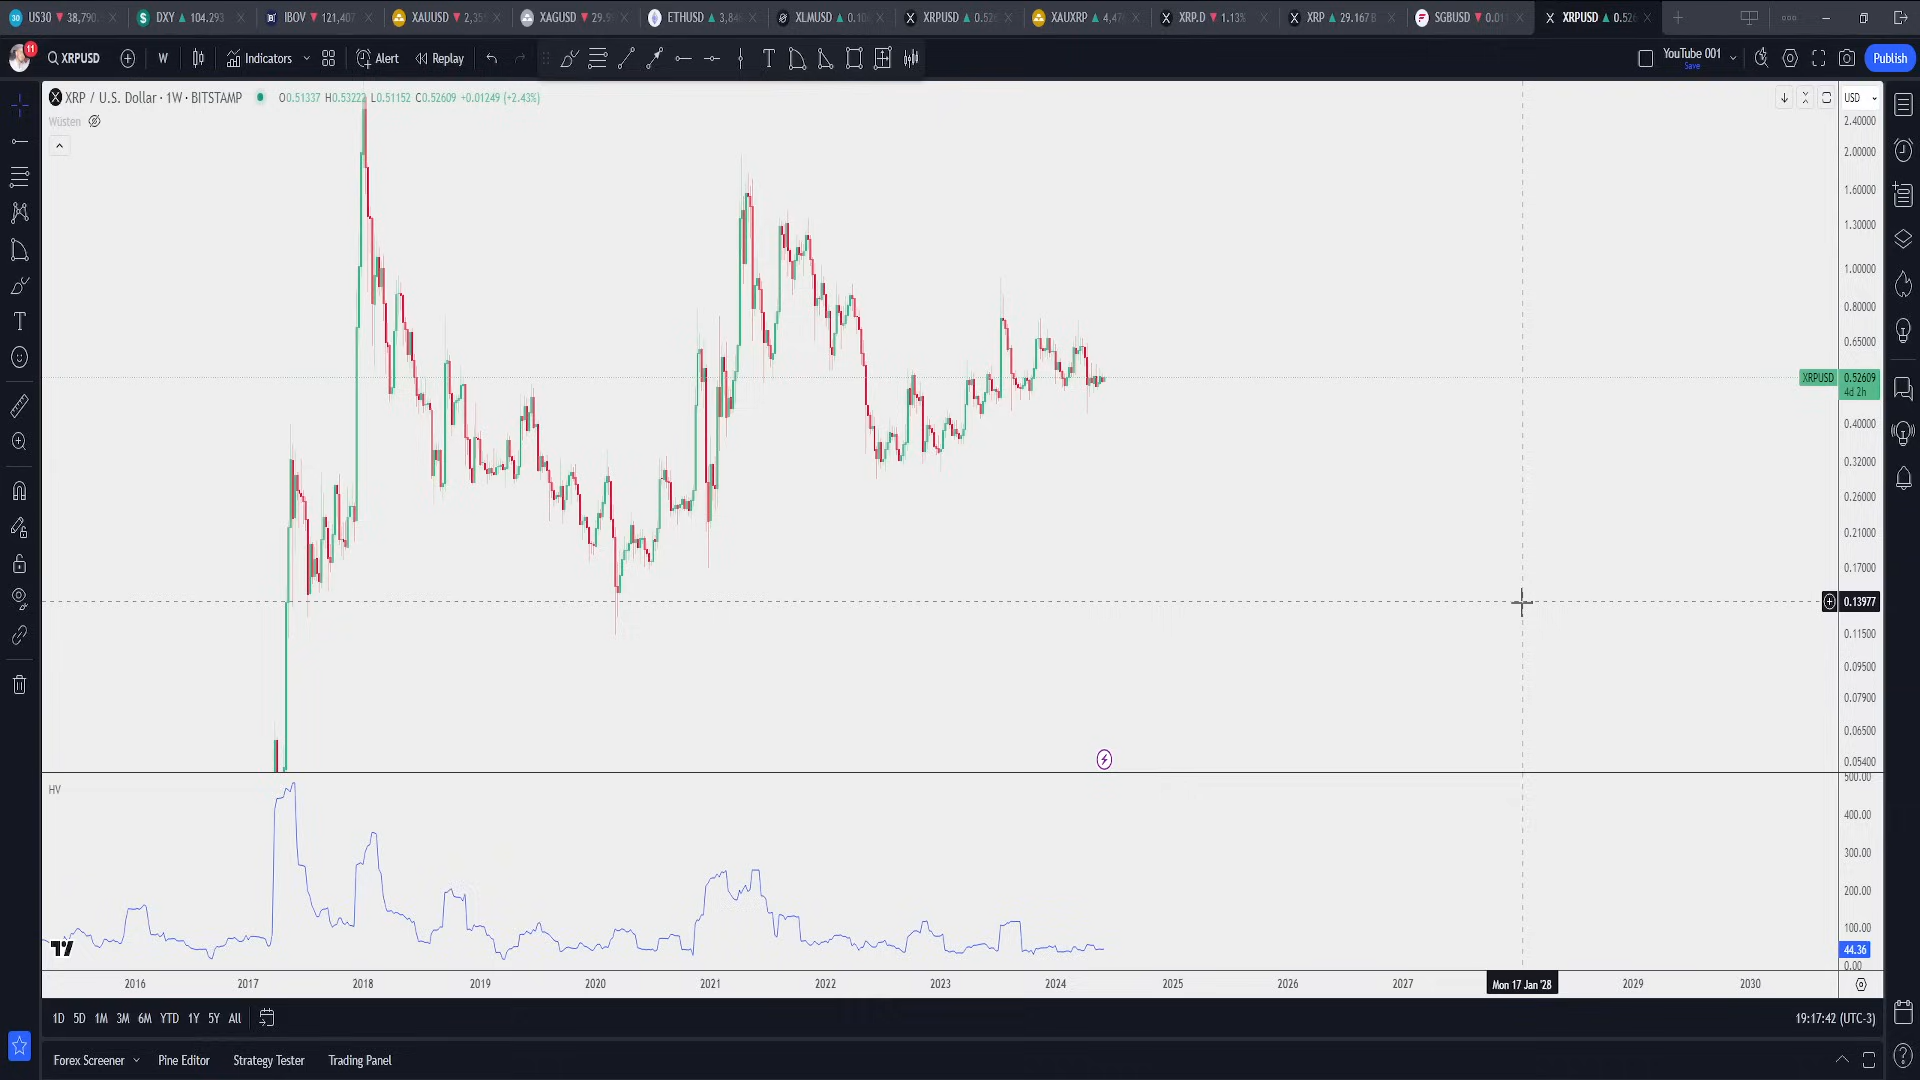 US30 38,790 DXY 104.293 IBOV 121,407 XAUUSD 2,35 XAGUSD 29.9 ETHUSD 3,84 XLMUSD 0.10 XRPUSD 0.52 XAUXRP 4,47 XRP.D 1.13% XRP 29.167B SGBUSD 0.01 XRPUSD 0.526
11 XRPUSD W Indicators Alert Replay YouTube 001 Save Publish
XRP / U.S. Dollar · 1W · BITSTAMP O0.51337 H0.53223 L0.51152 C0.52609 +0.01249 (+2.43%) USD
Wüsten
2.40000
2.00000
1.60000
1.30000
1.00000
0.80000
0.65000
XRPUSD 0.52609
4d 2h
0.40000
0.32000
0.26000
0.21000
0.17000
0.13977
0.11500
0.09500
0.07900
0.06500
0.05400
500.00
HV
400.00
300.00
200.00
100.00
44.36
0.00
2016 2017 2018 2019 2020 2021 2022 2023 2024 2025 2026 2027 Mon 17 Jan '28 2029 2030
1D 5D 1M 3M 6M YTD 1Y 5Y All 19:17:42 (UTC-3)
Forex Screener Pine Editor Strategy Tester Trading Panel